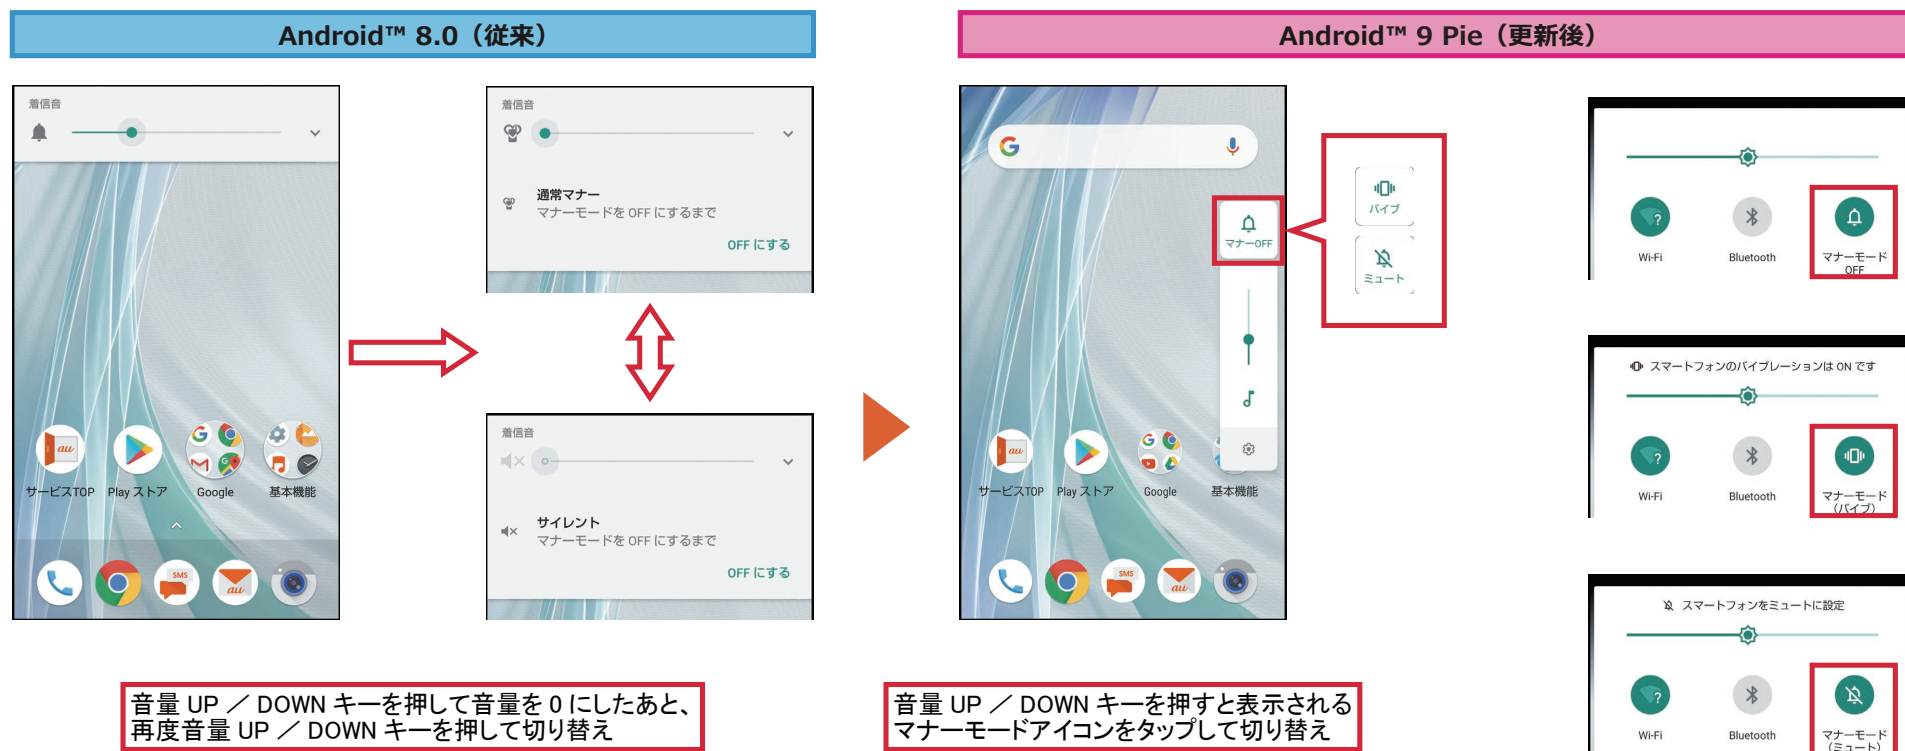 Android™ 8.0（従来）
着信音
サービスTOP
Play ストア
Google
基本機能
au
SMS
au
着信音
通常マナー
マナーモードを OFF にするまで
OFF にする
着信音
サイレント
マナーモードを OFF にするまで
OFF にする
音量 UP ／ DOWN キーを押して音量を 0 にしたあと、
再度音量 UP ／ DOWN キーを押して切り替え
Android™ 9 Pie（更新後）
マナーOFF
バイブ
ミュート
au
サービスTOP
Play ストア
Google
基本機能
SMS
au
音量 UP ／ DOWN キーを押すと表示される
マナーモードアイコンをタップして切り替え
Wi-Fi
Bluetooth
マナーモード
OFF
スマートフォンのバイブレーションは ON です
Wi-Fi
Bluetooth
マナーモード
（バイブ）
スマートフォンをミュートに設定
Wi-Fi
Bluetooth
マナーモード
（ミュート）